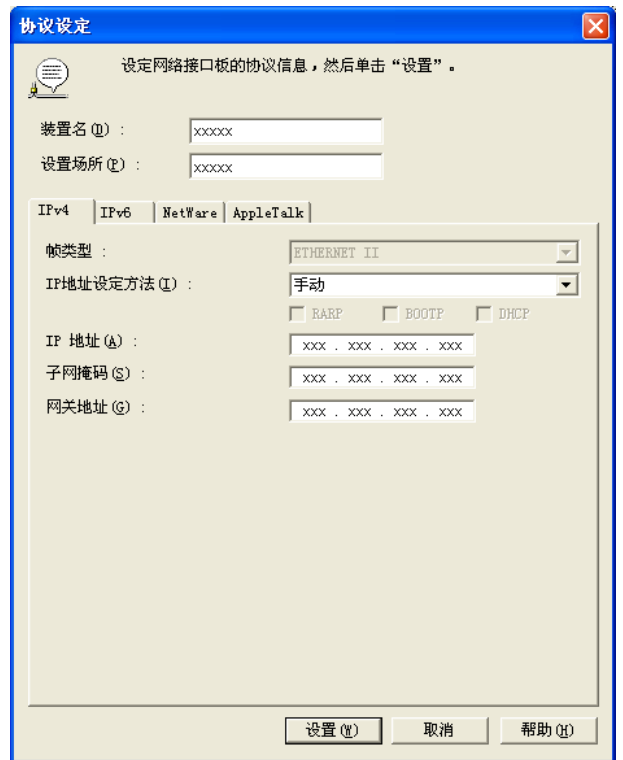 协议设定
设定网络接口板的协议信息，然后单击“设置”。
装置名(D) : xxxxx
设置场所(P) : xxxxx
IPv4 IPv6 NetWare AppleTalk
帧类型 : ETHERNET II
IP地址设定方法(I) : 手动
RARP BOOTP DHCP
IP 地址(A) : xxx . xxx . xxx . xxx
子网掩码(S) : xxx . xxx . xxx . xxx
网关地址(G) : xxx . xxx . xxx . xxx
设置(W) 取消 帮助(H)